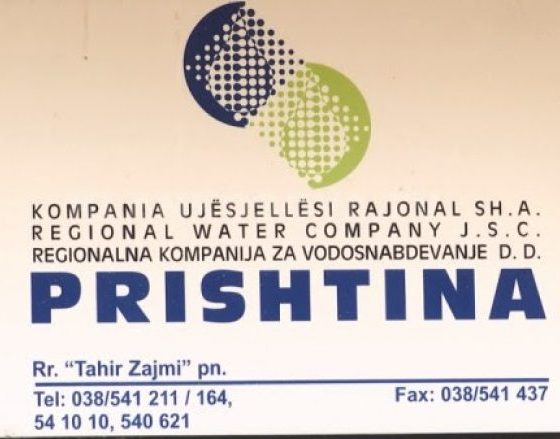 KOMPANIA UJËSJELLËSI RAJONAL SH.A.
REGIONAL WATER COMPANY J.S.C.
REGIONALNA KOMPANIJA ZA VODOSNABDEVANJE D.D.
PRISHTINA
Rr. “Tahir Zajmi” pn.
Tel: 038/541 211 / 164, Fax: 038/541 437
54 10 10, 540 621